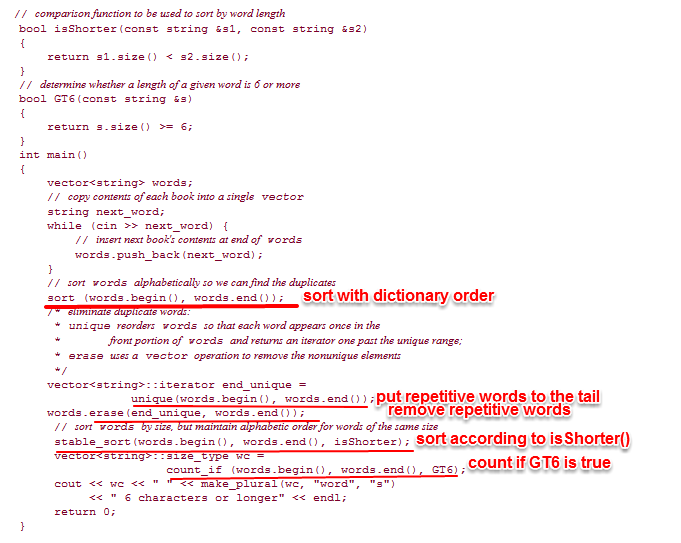 // comparison function to be used to sort by word length
bool isShorter(const string &s1, const string &s2)
{
return s1.size() < s2.size();
}
// determine whether a length of a given word is 6 or more
bool GT6(const string &s)
{
return s.size() >= 6;
}
int main()
{
vector<string> words;
// copy contents of each book into a single vector
string next_word;
while (cin >> next_word) {
// insert next book's contents at end of words
words.push_back(next_word);
}
// sort words alphabetically so we can find the duplicates
sort (words.begin(), words.end()); sort with dictionary order
/* eliminate duplicate words:
* unique reorders words so that each word appears once in the
* front portion of words and returns an iterator one past the unique range;
* erase uses a vector operation to remove the nonunique elements
*/
vector<string>::iterator end_unique =
unique(words.begin(), words.end()); put repetitive words to the tail
words.erase(end_unique, words.end()); remove repetitive words
// sort words by size, but maintain alphabetic order for words of the same size
stable_sort(words.begin(), words.end(), isShorter); sort according to isShorter()
vector<string>::size_type wc =
count_if (words.begin(), words.end(), GT6); count if GT6 is true
cout << wc << " " << make_plural(wc, "word", "s")
<< " 6 characters or longer" << endl;
return 0;
}